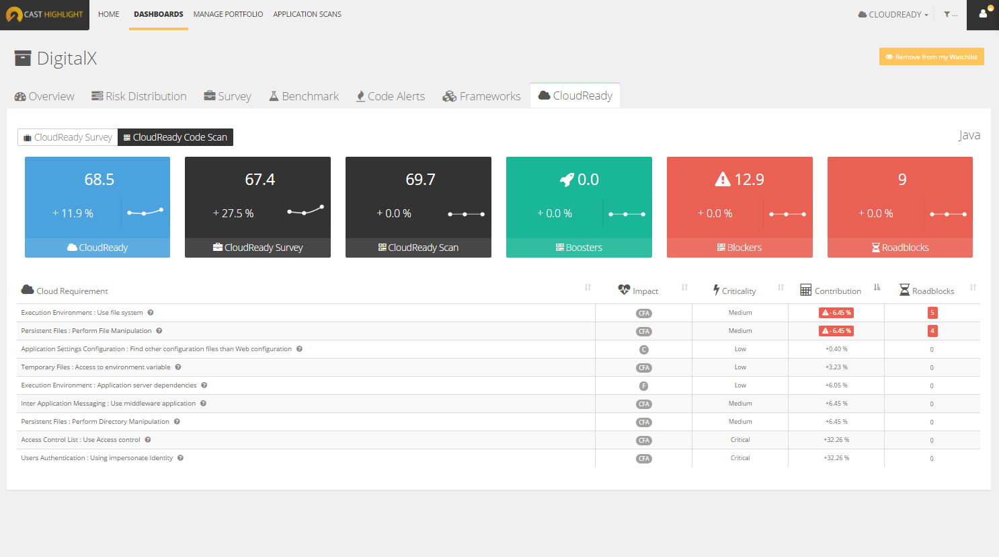 CAST HIGHLIGHT HOME DASHBOARDS MANAGE PORTFOLIO APPLICATION SCANS CLOUDREADY ...
DigitalX
Remove from my Watchlist
Overview Risk Distribution Survey Benchmark Code Alerts Frameworks CloudReady
CloudReady Survey CloudReady Code Scan
Java
68.5 67.4 69.7 0.0 12.9 9
+ 11.9 % + 27.5 % + 0.0 % + 0.0 % + 0.0 % + 0.0 %
CloudReady CloudReady Survey CloudReady Scan Boosters Blockers Roadblocks
Cloud Requirement Impact Criticality Contribution Roadblocks
Execution Environment : Use file system ? CFA Medium - 6.45 % 5
Persistent Files : Perform File Manipulation ? CFA Medium - 6.45 % 4
Application Settings Configuration : Find other configuration files than Web configuration ? C Low +0.40 % 0
Temporary Files : Access to environment variable ? CFA Low +3.23 % 0
Execution Environment : Application server dependencies ? F Low +6.05 % 0
Inter Application Messaging : Use middleware application ? CFA Medium +6.45 % 0
Persistent Files : Perform Directory Manipulation ? CFA Medium +6.45 % 0
Access Control List : Use Access control ? CFA Critical +32.26 % 0
Users Authentication : Using impersonate Identity ? CFA Critical +32.26 % 0